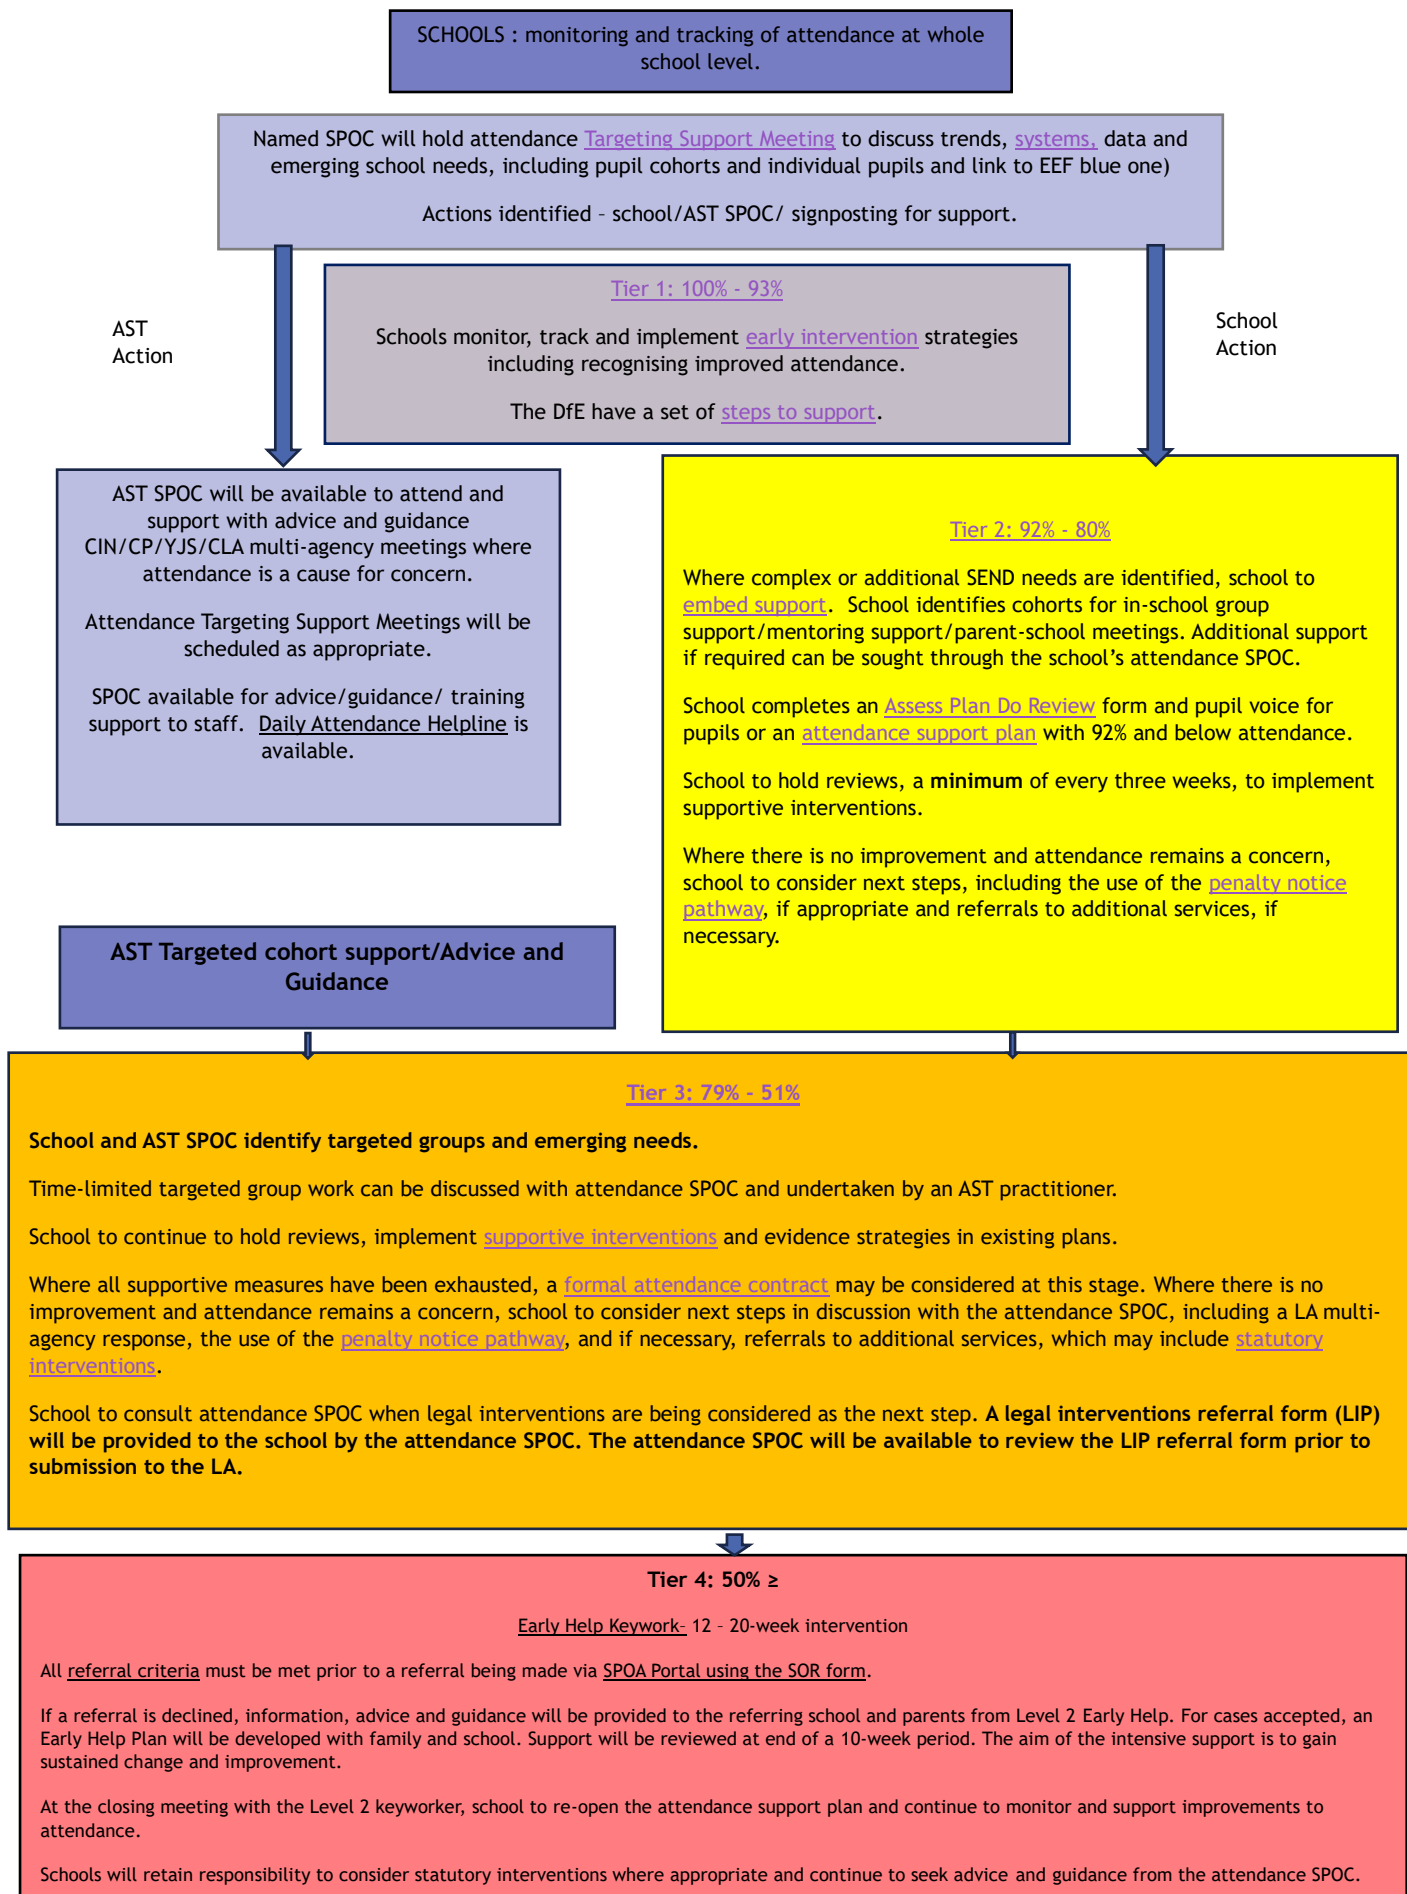 SCHOOLS : monitoring and tracking of attendance at whole
school level.
Named SPOC will hold attendance Targeting Support Meeting to discuss trends, systems, data and
emerging school needs, including pupil cohorts and individual pupils and link to EEF blue one)
Actions identified – school/AST SPOC/ signposting for support.
AST
Action
Tier 1: 100% - 93%
Schools monitor, track and implement early intervention strategies
including recognising improved attendance.
The DfE have a set of steps to support.
School
Action
AST SPOC will be available to attend and
support with advice and guidance
CIN/CP/YJS/CLA multi-agency meetings where
attendance is a cause for concern.
Attendance Targeting Support Meetings will be
scheduled as appropriate.
SPOC available for advice/guidance/ training
support to staff. Daily Attendance Helpline is
available.
Tier 2: 92% - 80%
Where complex or additional SEND needs are identified, school to
embed support. School identifies cohorts for in-school group
support/mentoring support/parent-school meetings. Additional support
if required can be sought through the school’s attendance SPOC.
School completes an Assess Plan Do Review form and pupil voice for
pupils or an attendance support plan with 92% and below attendance.
School to hold reviews, a minimum of every three weeks, to implement
supportive interventions.
Where there is no improvement and attendance remains a concern,
school to consider next steps, including the use of the penalty notice
pathway, if appropriate and referrals to additional services, if
necessary.
AST Targeted cohort support/Advice and
Guidance
Tier 3: 79% - 51%
School and AST SPOC identify targeted groups and emerging needs.
Time-limited targeted group work can be discussed with attendance SPOC and undertaken by an AST practitioner.
School to continue to hold reviews, implement supportive interventions and evidence strategies in existing plans.
Where all supportive measures have been exhausted, a formal attendance contract may be considered at this stage. Where there is no
improvement and attendance remains a concern, school to consider next steps in discussion with the attendance SPOC, including a LA multi-
agency response, the use of the penalty notice pathway, and if necessary, referrals to additional services, which may include statutory
interventions.
School to consult attendance SPOC when legal interventions are being considered as the next step. A legal interventions referral form (LIP)
will be provided to the school by the attendance SPOC. The attendance SPOC will be available to review the LIP referral form prior to
submission to the LA.
Tier 4: 50% ≥
Early Help Keywork– 12 – 20-week intervention
All referral criteria must be met prior to a referral being made via SPOA Portal using the SOR form.
If a referral is declined, information, advice and guidance will be provided to the referring school and parents from Level 2 Early Help. For cases accepted, an
Early Help Plan will be developed with family and school. Support will be reviewed at end of a 10-week period. The aim of the intensive support is to gain
sustained change and improvement.
At the closing meeting with the Level 2 keyworker, school to re-open the attendance support plan and continue to monitor and support improvements to
attendance.
Schools will retain responsibility to consider statutory interventions where appropriate and continue to seek advice and guidance from the attendance SPOC.